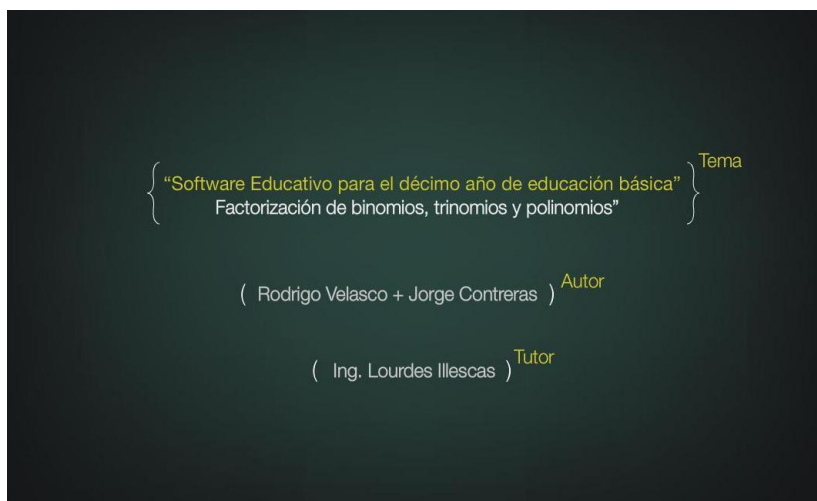 { “Software Educativo para el décimo año de educación básica” } Tema
Factorización de binomios, trinomios y polinomios”
( Rodrigo Velasco + Jorge Contreras ) Autor
( Ing. Lourdes Illescas ) Tutor